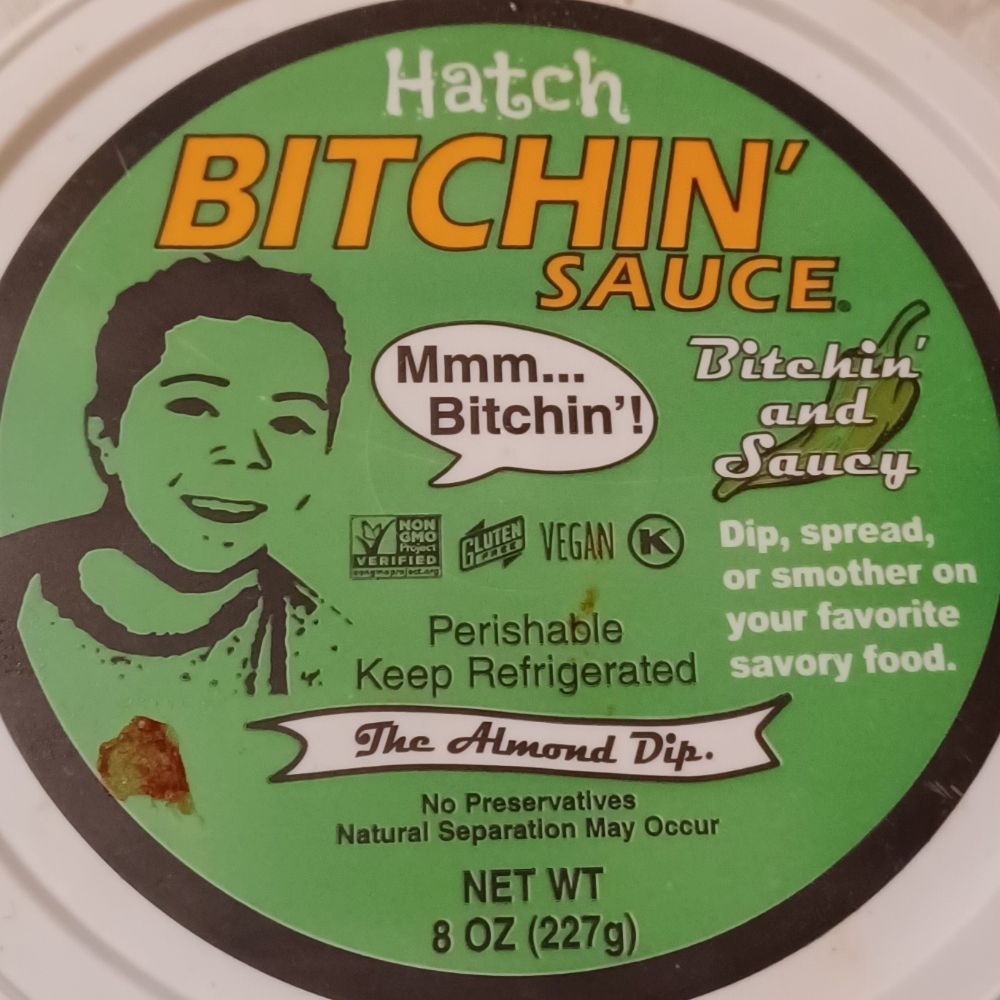 Hatch
BITCHIN'
SAUCE®
Mmm...
Bitchin'!
Bitchin'
and
Saucy
NON
GMO
Project
VERIFIED
nongmoproject.org
GLUTEN
FREE
VEGAN
K
Dip, spread,
or smother on
your favorite
savory food.
Perishable
Keep Refrigerated
The Almond Dip.
No Preservatives
Natural Separation May Occur
NET WT
8 OZ (227g)